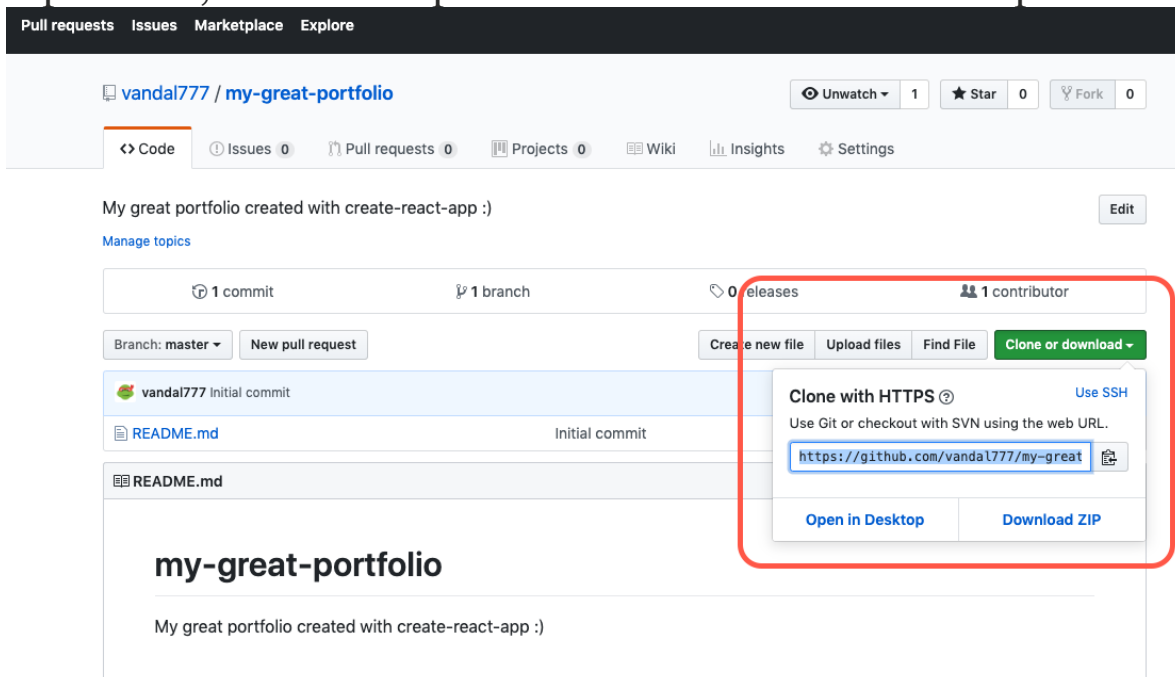 Pull requests Issues Marketplace Explore
vandal777 / my-great-portfolio
Unwatch 1 Star 0 Fork 0
Code Issues 0 Pull requests 0 Projects 0 Wiki Insights Settings
My great portfolio created with create-react-app :)
Edit
Manage topics
1 commit 1 branch 0 releases 1 contributor
Branch: master New pull request Create new file Upload files Find File Clone or download
vandal777 Initial commit
README.md Initial commit
Clone with HTTPS Use SSH
Use Git or checkout with SVN using the web URL.
https://github.com/vandal777/my-great
Open in Desktop Download ZIP
README.md
my-great-portfolio
My great portfolio created with create-react-app :)